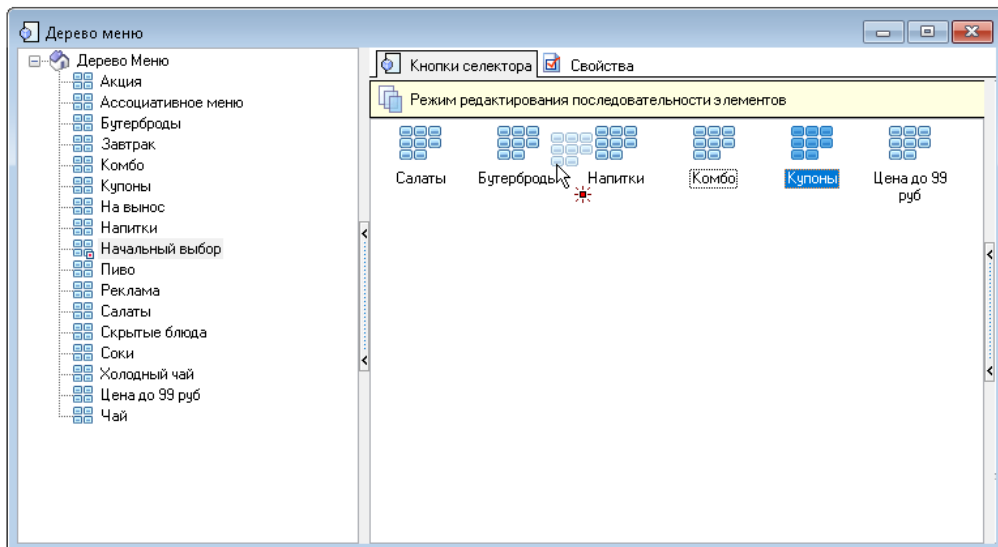 Дерево меню
Дерево Меню
Акция
Ассоциативное меню
Бутерброды
Завтрак
Комбо
Купоны
На вынос
Напитки
Начальный выбор
Пиво
Реклама
Салаты
Скрытые блюда
Соки
Холодный чай
Цена до 99 руб
Чай
Кнопки селектора Свойства
Режим редактирования последовательности элементов
Салаты Бутерброды Напитки Комбо Купоны Цена до 99
руб